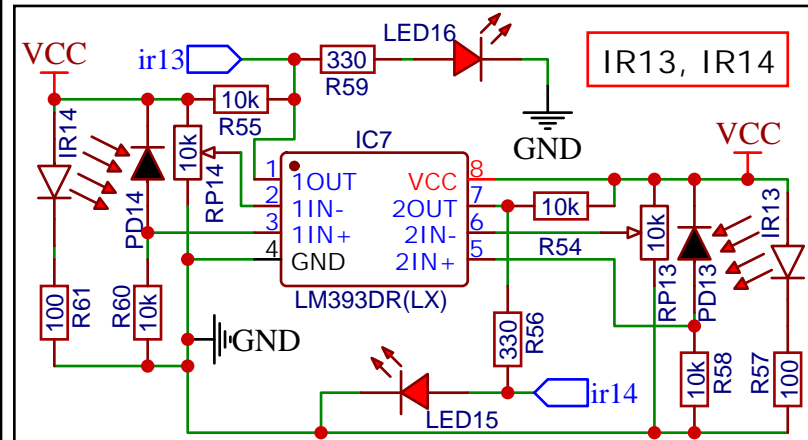 LED16
ir13
330
R59
IR13, IR14
VCC
10k
R55
GND
IR14
PD14
10k
RP14
IC7
1 1OUT VCC 8
2 1IN- 2OUT 7
3 1IN+ 2IN- 6
4 GND 2IN+ 5
LM393DR(LX)
VCC
10k
R54
10k
RP13
PD13
IR13
100
R61
R60
10k
GND
330
R56
10k
R58
R57
100
LED15
ir14